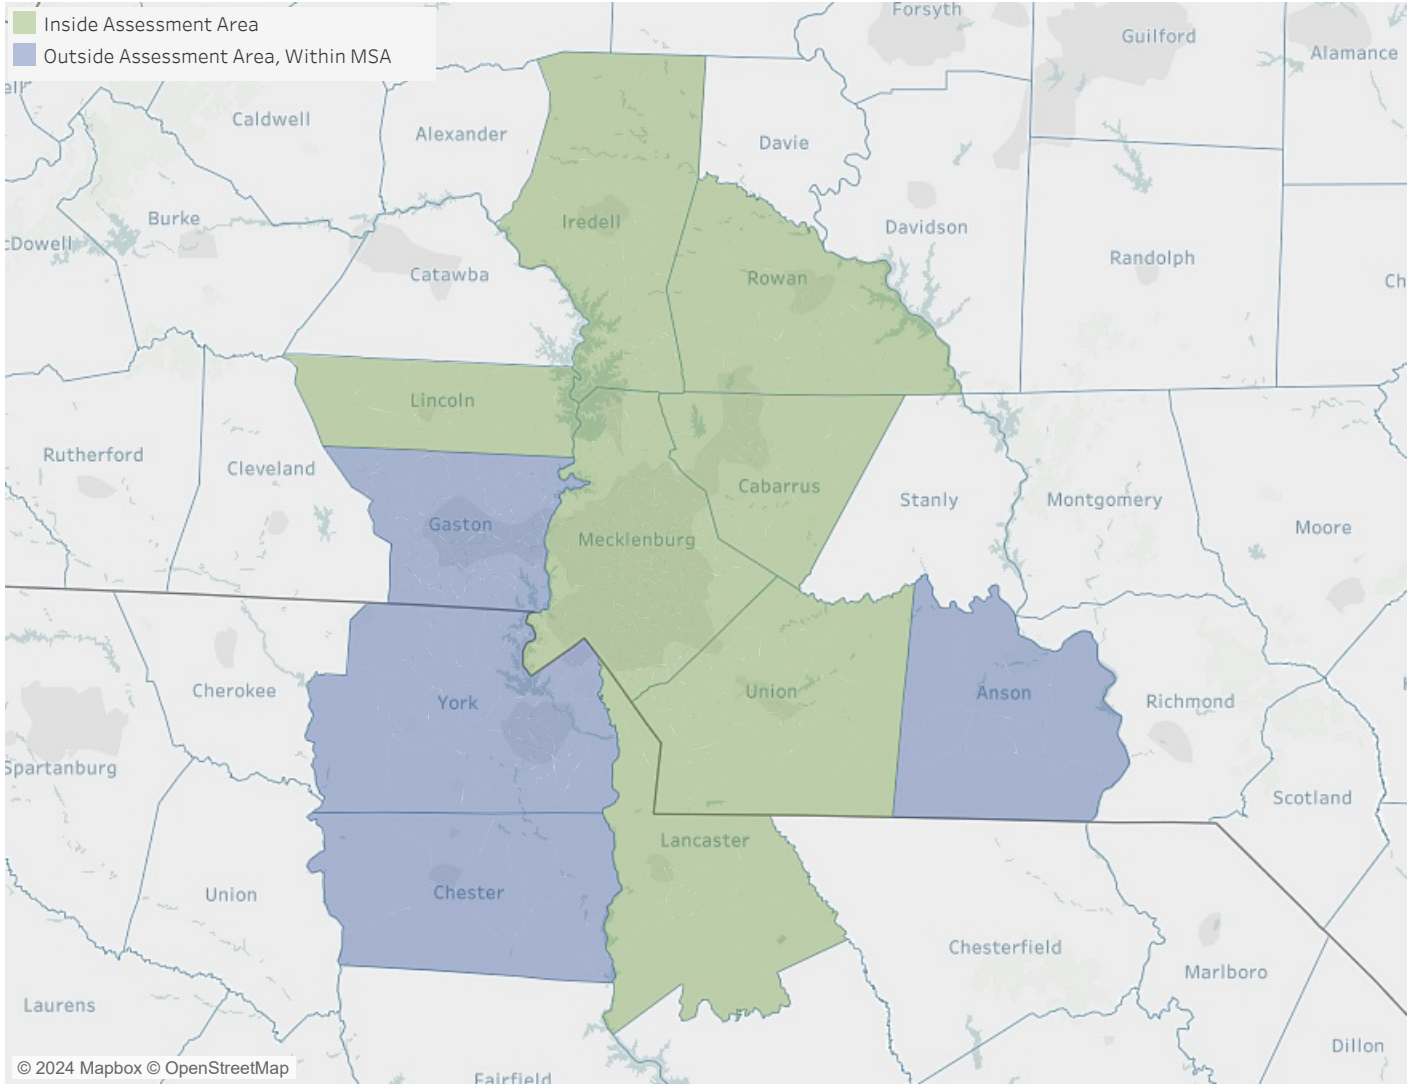 Inside Assessment Area
Outside Assessment Area, Within MSA
Forsyth
Guilford
Alamance
Caldwell
Alexander
Davie
Burke
Iredell
Davidson
cDowell
Catawba
Rowan
Randolph
Ch
Lincoln
Rutherford
Cleveland
Cabarrus
Stanly
Montgomery
Gaston
Mecklenburg
Moore
Cherokee
York
Union
Anson
Richmond
Spartanburg
Scotland
Lancaster
Union
Chester
Chesterfield
Marlboro
Laurens
Dillon
© 2024 Mapbox © OpenStreetMap
Fairfield